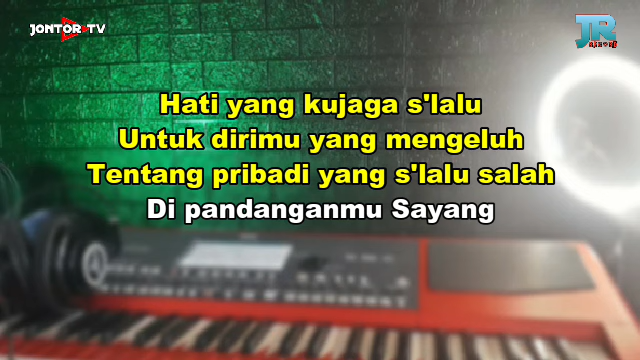 JONTOR TV
JR
Hati yang kujaga s'lalu
Untuk dirimu yang mengeluh
Tentang pribadi yang s'lalu salah
Di pandanganmu Sayang